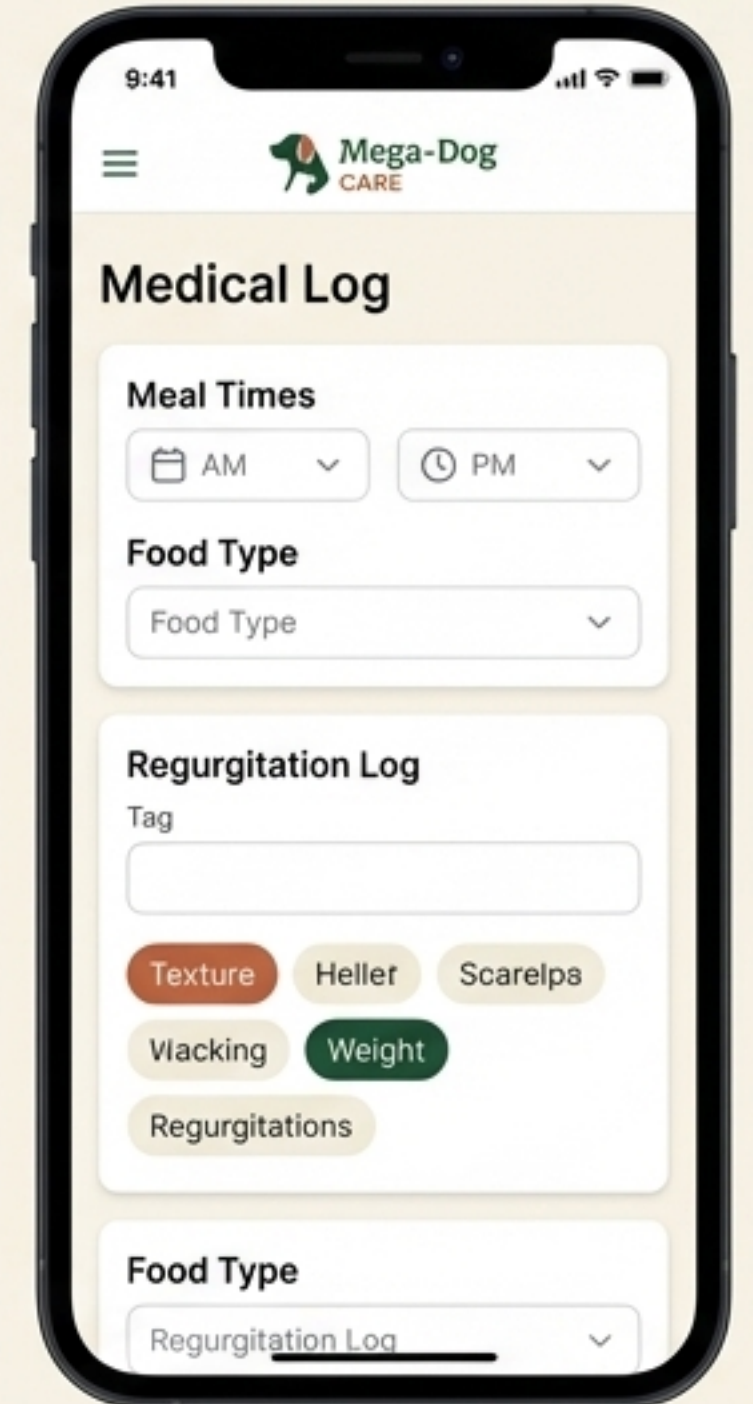 9:41
Mega-Dog
CARE
Medical Log
Meal Times
AM PM
Food Type
Food Type
Regurgitation Log
Tag
Texture Heller Scarelps
Wacking Weight
Regurgitations
Food Type
Regurgitation Log